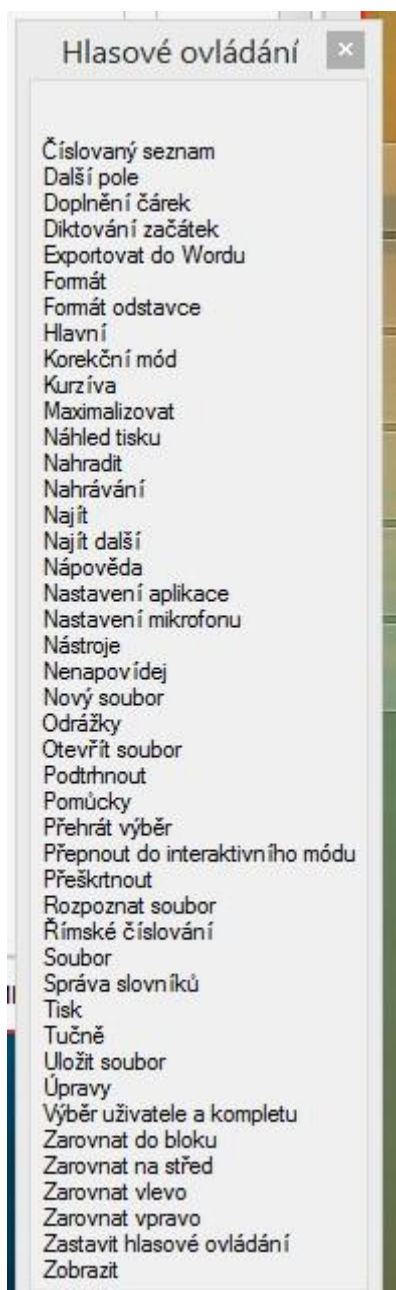 Hlasové ovládání
Číslovaný seznam
Další pole
Doplnění čárek
Diktování začátek
Exportovat do Wordu
Formát
Formát odstavce
Hlavní
Korekční mód
Kurzíva
Maximalizovat
Náhled tisku
Nahradit
Nahrávání
Najít
Najít další
Nápověda
Nastavení aplikace
Nastavení mikrofonu
Nástroje
Nenapovídej
Nový soubor
Odrážky
Otevřít soubor
Podtrhnout
Pomůcky
Přehrát výběr
Přepnout do interaktivního módu
Přeškrtnout
Rozpoznat soubor
Římské číslování
Soubor
Správa slovníků
Tisk
Tučně
Uložit soubor
Úpravy
Výběr uživatele a kompletu
Zarovnat do bloku
Zarovnat na střed
Zarovnat vlevo
Zarovnat vpravo
Zastavit hlasové ovládání
Zobrazit